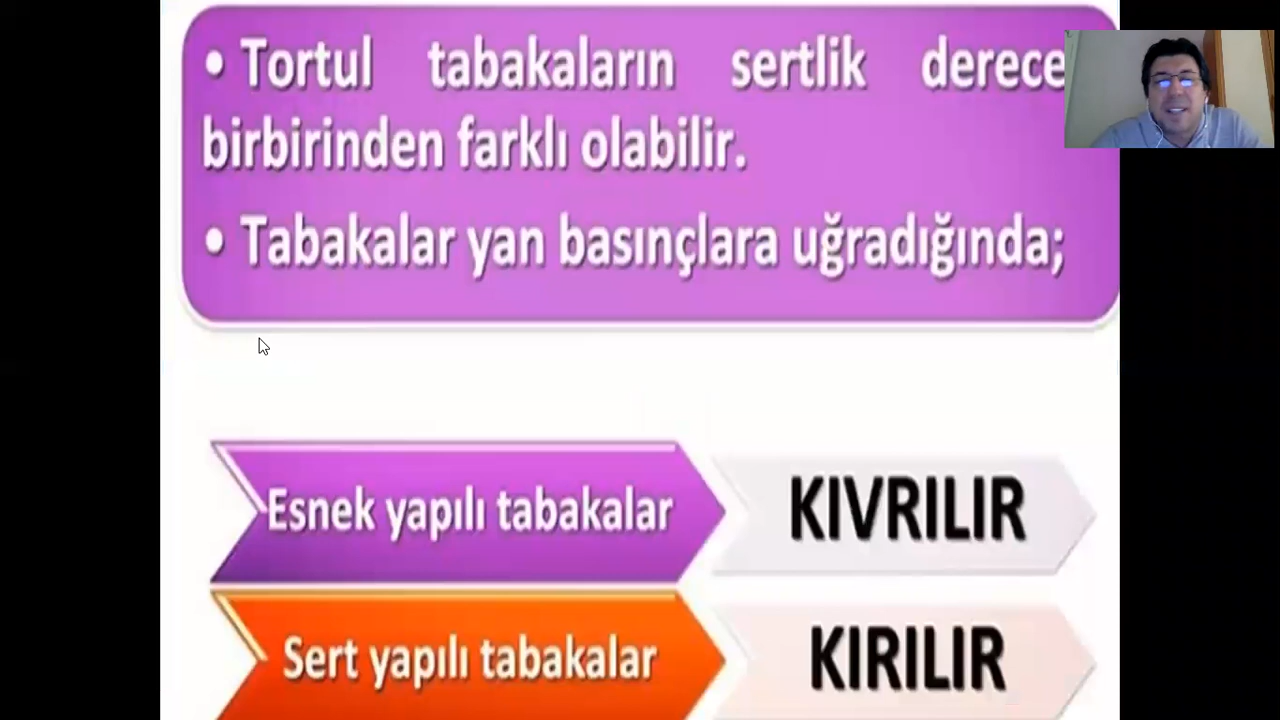 • Tortul tabakaların sertlik derece
birbirinden farklı olabilir.
• Tabakalar yan basınçlara uğradığında;
Esnek yapılı tabakalar
KIVRILIR
Sert yapılı tabakalar
KIRILIR